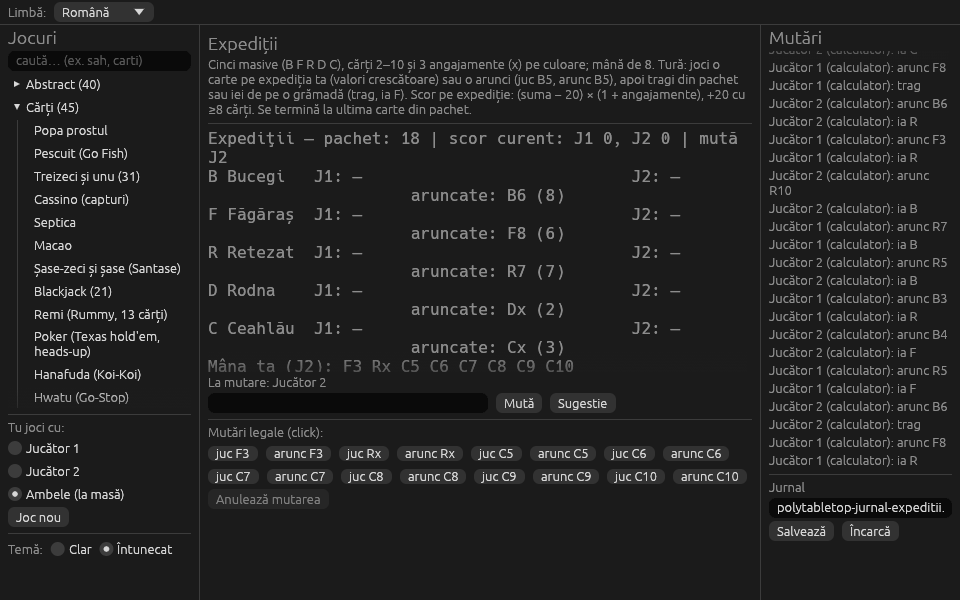 Limbă: Română
Jocuri
caută... (ex. sah, carti)
Abstract (40)
Cărți (45)
Popa prostul
Pescuit (Go Fish)
Treizeci și unu (31)
Cassino (capturi)
Septica
Macao
Șase-zeci și șase (Santase)
Blackjack (21)
Remi (Rummy, 13 cărți)
Poker (Texas hold'em,
heads-up)
Hanafuda (Koi-Koi)
Hwatu (Go-Stop)
Tu joci cu:
Jucător 1
Jucător 2
Ambele (la masă)
Joc nou
Temă: Clar Întunecat
Expediții
Cinci masive (B F R D C), cărți 2–10 și 3 angajamente (x) pe culoare; mână de 8. Tură: joci o
carte pe expediția ta (valori crescătoare) sau o arunci (juc B5, arunc B5), apoi tragi din pachet
sau iei de pe o grămadă (trag, ia F). Scor pe expediție: (suma − 20) × (1 + angajamente), +20 cu
≥8 cărți. Se termină la ultima carte din pachet.
Expediții — pachet: 18 | scor curent: J1 0, J2 0 | mută
J2
B Bucegi J1: — J2: —
aruncate: B6 (8)
F Făgăraș J1: — J2: —
aruncate: F8 (6)
R Retezat J1: — J2: —
aruncate: R7 (7)
D Rodna J1: — J2: —
aruncate: Dx (2)
C Ceahlău J1: — J2: —
aruncate: Cx (3)
Mâna ta (J2): F3 Rx C5 C6 C7 C8 C9 C10
La mutare: Jucător 2
Mută Sugestie
Mutări legale (click):
juc F3 arunc F3 juc Rx arunc Rx juc C5 arunc C5 juc C6 arunc C6
juc C7 arunc C7 juc C8 arunc C8 juc C9 arunc C9 juc C10 arunc C10
Anulează mutarea
Mutări
Jucător 2 (calculator): ia C
Jucător 1 (calculator): arunc F8
Jucător 1 (calculator): trag
Jucător 2 (calculator): arunc B6
Jucător 2 (calculator): ia R
Jucător 1 (calculator): arunc F3
Jucător 1 (calculator): ia R
Jucător 2 (calculator): arunc
R10
Jucător 2 (calculator): ia B
Jucător 1 (calculator): arunc R7
Jucător 1 (calculator): ia B
Jucător 2 (calculator): arunc R5
Jucător 2 (calculator): ia B
Jucător 1 (calculator): arunc B3
Jucător 1 (calculator): ia R
Jucător 2 (calculator): arunc B4
Jucător 2 (calculator): ia F
Jucător 1 (calculator): arunc R5
Jucător 1 (calculator): ia F
Jucător 2 (calculator): arunc B6
Jucător 2 (calculator): trag
Jucător 1 (calculator): arunc F8
Jucător 1 (calculator): ia R
Jurnal
polytabletop-jurnal-expeditii.
Salvează Încarcă